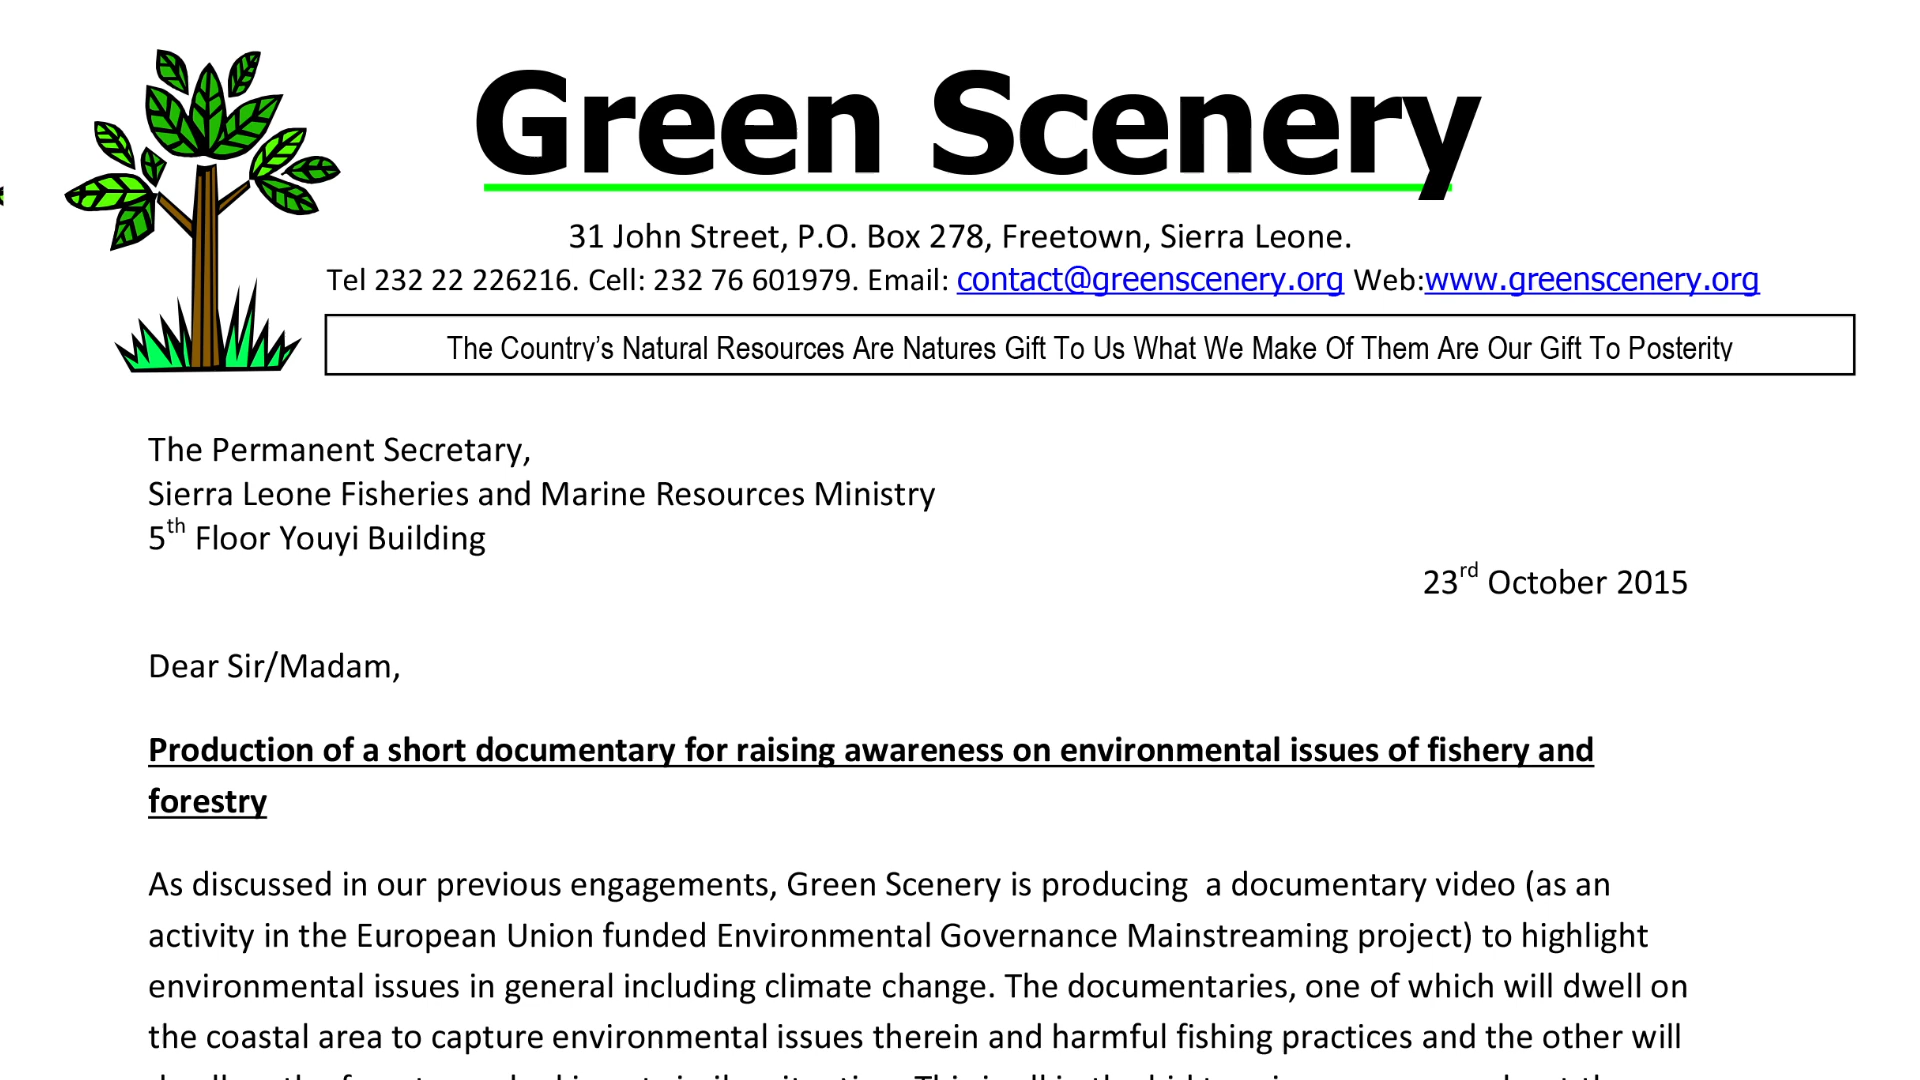 Green Scenery
31 John Street, P.O. Box 278, Freetown, Sierra Leone.
Tel 232 22 226216. Cell: 232 76 601979. Email: contact@greenscenery.org Web:www.greenscenery.org
The Country’s Natural Resources Are Natures Gift To Us What We Make Of Them Are Our Gift To Posterity
The Permanent Secretary,
Sierra Leone Fisheries and Marine Resources Ministry
5th Floor Youyi Building
23rd October 2015
Dear Sir/Madam,
Production of a short documentary for raising awareness on environmental issues of fishery and
forestry
As discussed in our previous engagements, Green Scenery is producing  a documentary video (as an
activity in the European Union funded Environmental Governance Mainstreaming project) to highlight
environmental issues in general including climate change. The documentaries, one of which will dwell on
the coastal area to capture environmental issues therein and harmful fishing practices and the other will